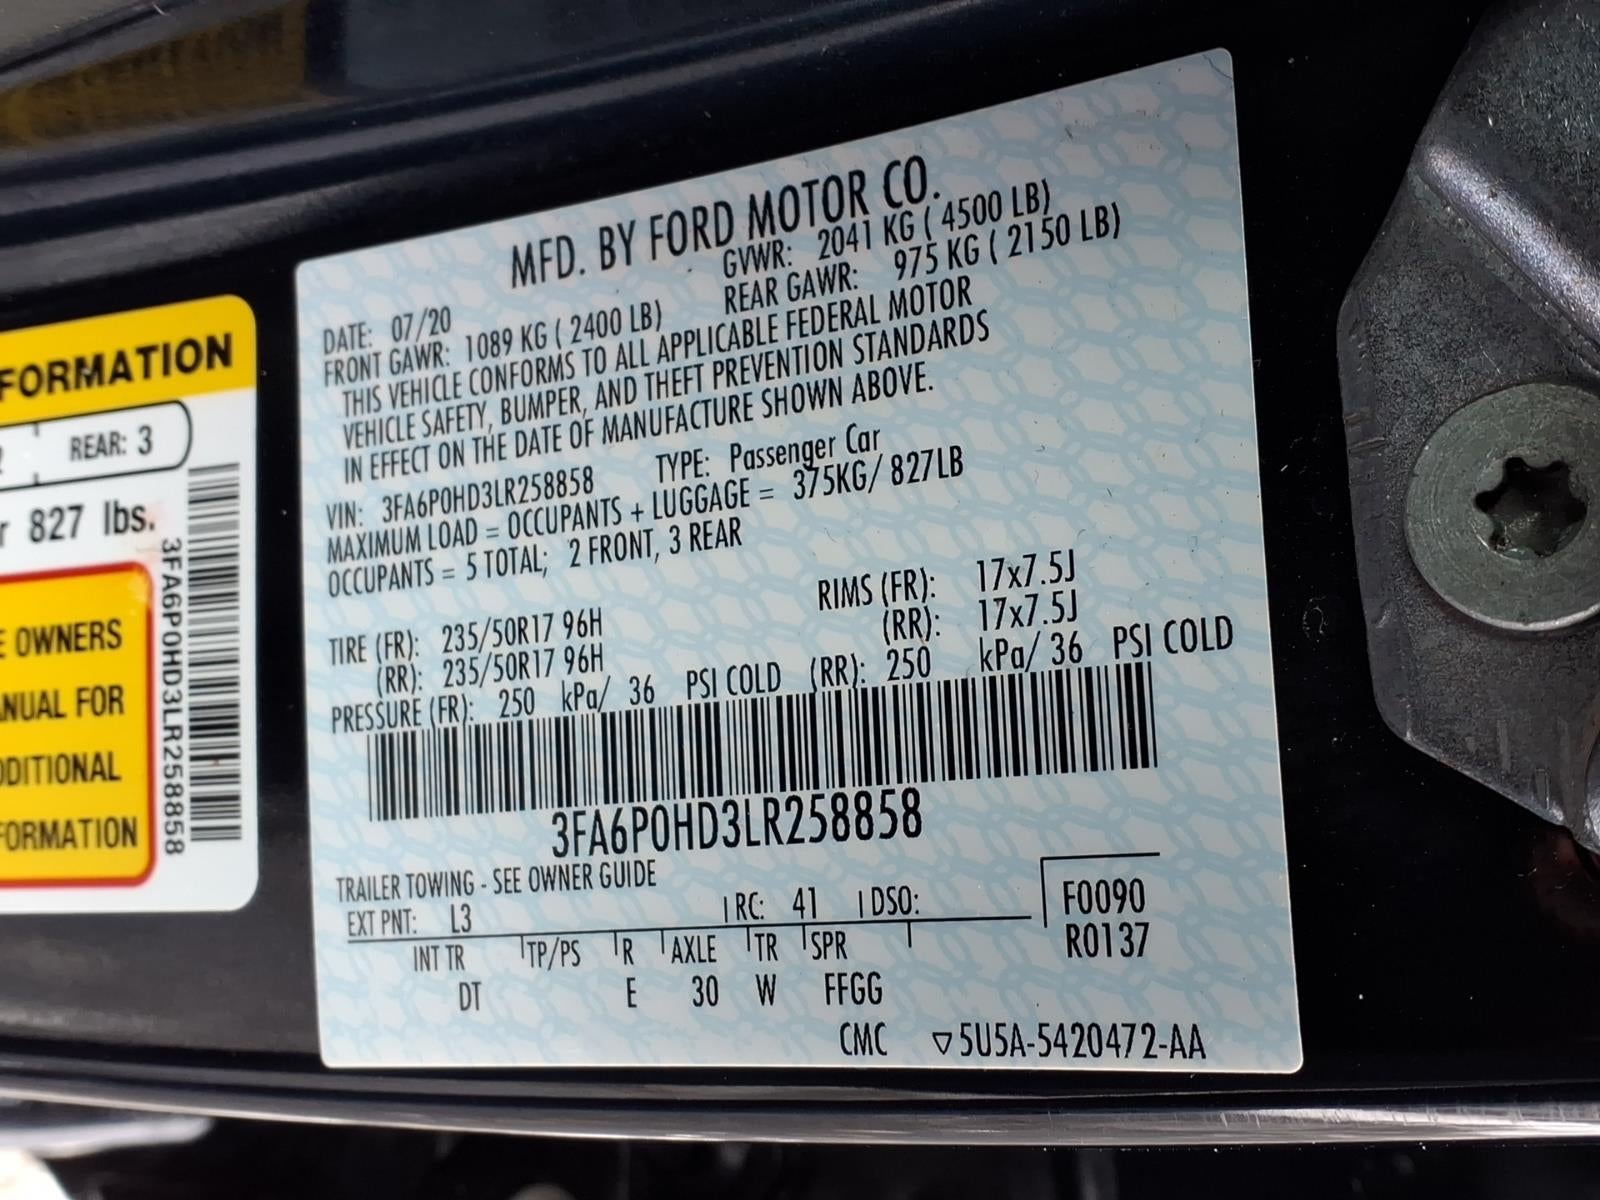 MFD. BY FORD MOTOR CO.
DATE: 07/20 GVWR: 2041 KG ( 4500 LB)
FRONT GAWR: 1089 KG ( 2400 LB) REAR GAWR: 975 KG ( 2150 LB)
THIS VEHICLE CONFORMS TO ALL APPLICABLE FEDERAL MOTOR
VEHICLE SAFETY, BUMPER, AND THEFT PREVENTION STANDARDS
IN EFFECT ON THE DATE OF MANUFACTURE SHOWN ABOVE.
VIN: 3FA6P0HD3LR258858 TYPE: Passenger Car
MAXIMUM LOAD = OCCUPANTS + LUGGAGE = 375KG/ 827LB
OCCUPANTS = 5 TOTAL; 2 FRONT, 3 REAR
TIRE (FR): 235/50R17 96H RIMS (FR): 17x7.5J
(RR): 235/50R17 96H (RR): 17x7.5J
PRESSURE (FR): 250 kPa/ 36 PSI COLD (RR): 250 kPa/ 36 PSI COLD
3FA6P0HD3LR258858
TRAILER TOWING - SEE OWNER GUIDE
EXT PNT: L3 RC: 41 DSO: F0090
R0137
INT TR TP/PS R AXLE TR SPR
DT E 30 W FFGG
CMC ▽5U5A-5420472-AA
FORMATION
REAR: 3
827 lbs.
OWNERS
NUAL FOR
DITIONAL
FORMATION
3FA6P0HD3LR258858